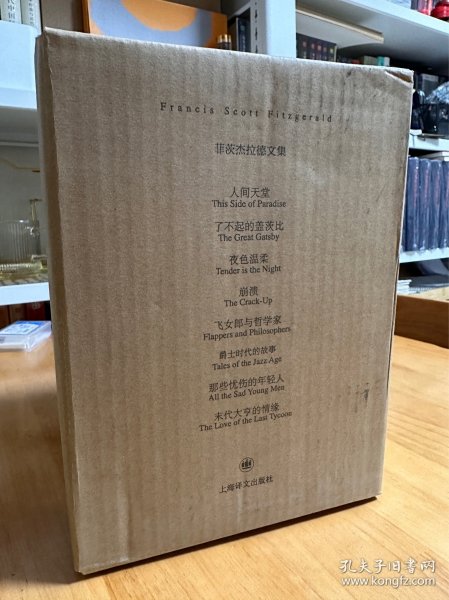 Francis Scott Fitzgerald
菲茨杰拉德文集
人间天堂
This Side of Paradise
了不起的盖茨比
The Great Gatsby
夜色温柔
Tender is the Night
崩溃
The Crack-Up
飞女郎与哲学家
Flappers and Philosophers
爵士时代的故事
Tales of the Jazz Age
那些忧伤的年轻人
All the Sad Young Men
末代大亨的情缘
The Love of the Last Tycoon
上海译文出版社
孔夫子旧书网
www.kongfz.com